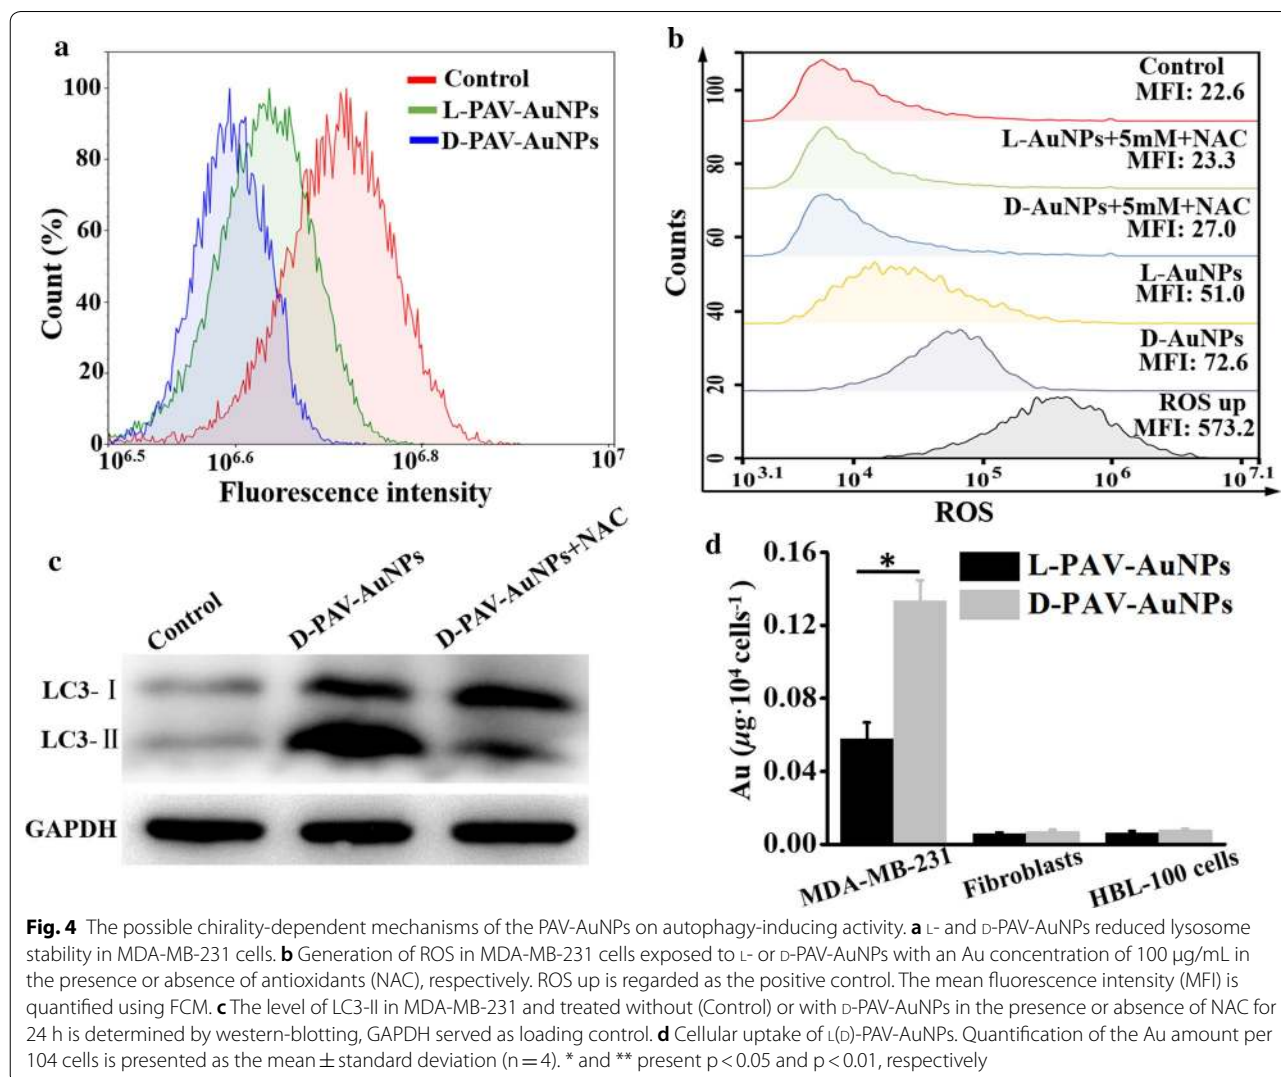 a
100
80
60
40
20
0
Count (%)
Control
L-PAV-AuNPs
D-PAV-AuNPs
10^6.5
10^6.6
10^6.8
10^7
Fluorescence intensity
b
100
80
60
40
20
0
Counts
Control
MFI: 22.6
L-AuNPs+5mM+NAC
MFI: 23.3
D-AuNPs+5mM+NAC
MFI: 27.0
L-AuNPs
MFI: 51.0
D-AuNPs
MFI: 72.6
ROS up
MFI: 573.2
10^3.1
10^4
10^5
10^6
10^7.1
ROS
c
Control
D-PAV-AuNPs
D-PAV-AuNPs+NAC
LC3-Ⅰ
LC3-Ⅱ
GAPDH
d
0.16
0.12
0.08
0.04
0.00
Au (μg·10^4 cells^-1)
*
L-PAV-AuNPs
D-PAV-AuNPs
MDA-MB-231
Fibroblasts
HBL-100 cells
Fig. 4 The possible chirality-dependent mechanisms of the PAV-AuNPs on autophagy-inducing activity. a L- and D-PAV-AuNPs reduced lysosome
stability in MDA-MB-231 cells. b Generation of ROS in MDA-MB-231 cells exposed to L- or D-PAV-AuNPs with an Au concentration of 100 μg/mL in
the presence or absence of antioxidants (NAC), respectively. ROS up is regarded as the positive control. The mean fluorescence intensity (MFI) is
quantified using FCM. c The level of LC3-II in MDA-MB-231 and treated without (Control) or with D-PAV-AuNPs in the presence or absence of NAC for
24 h is determined by western-blotting, GAPDH served as loading control. d Cellular uptake of L(D)-PAV-AuNPs. Quantification of the Au amount per
104 cells is presented as the mean ± standard deviation (n = 4). * and ** present p < 0.05 and p < 0.01, respectively